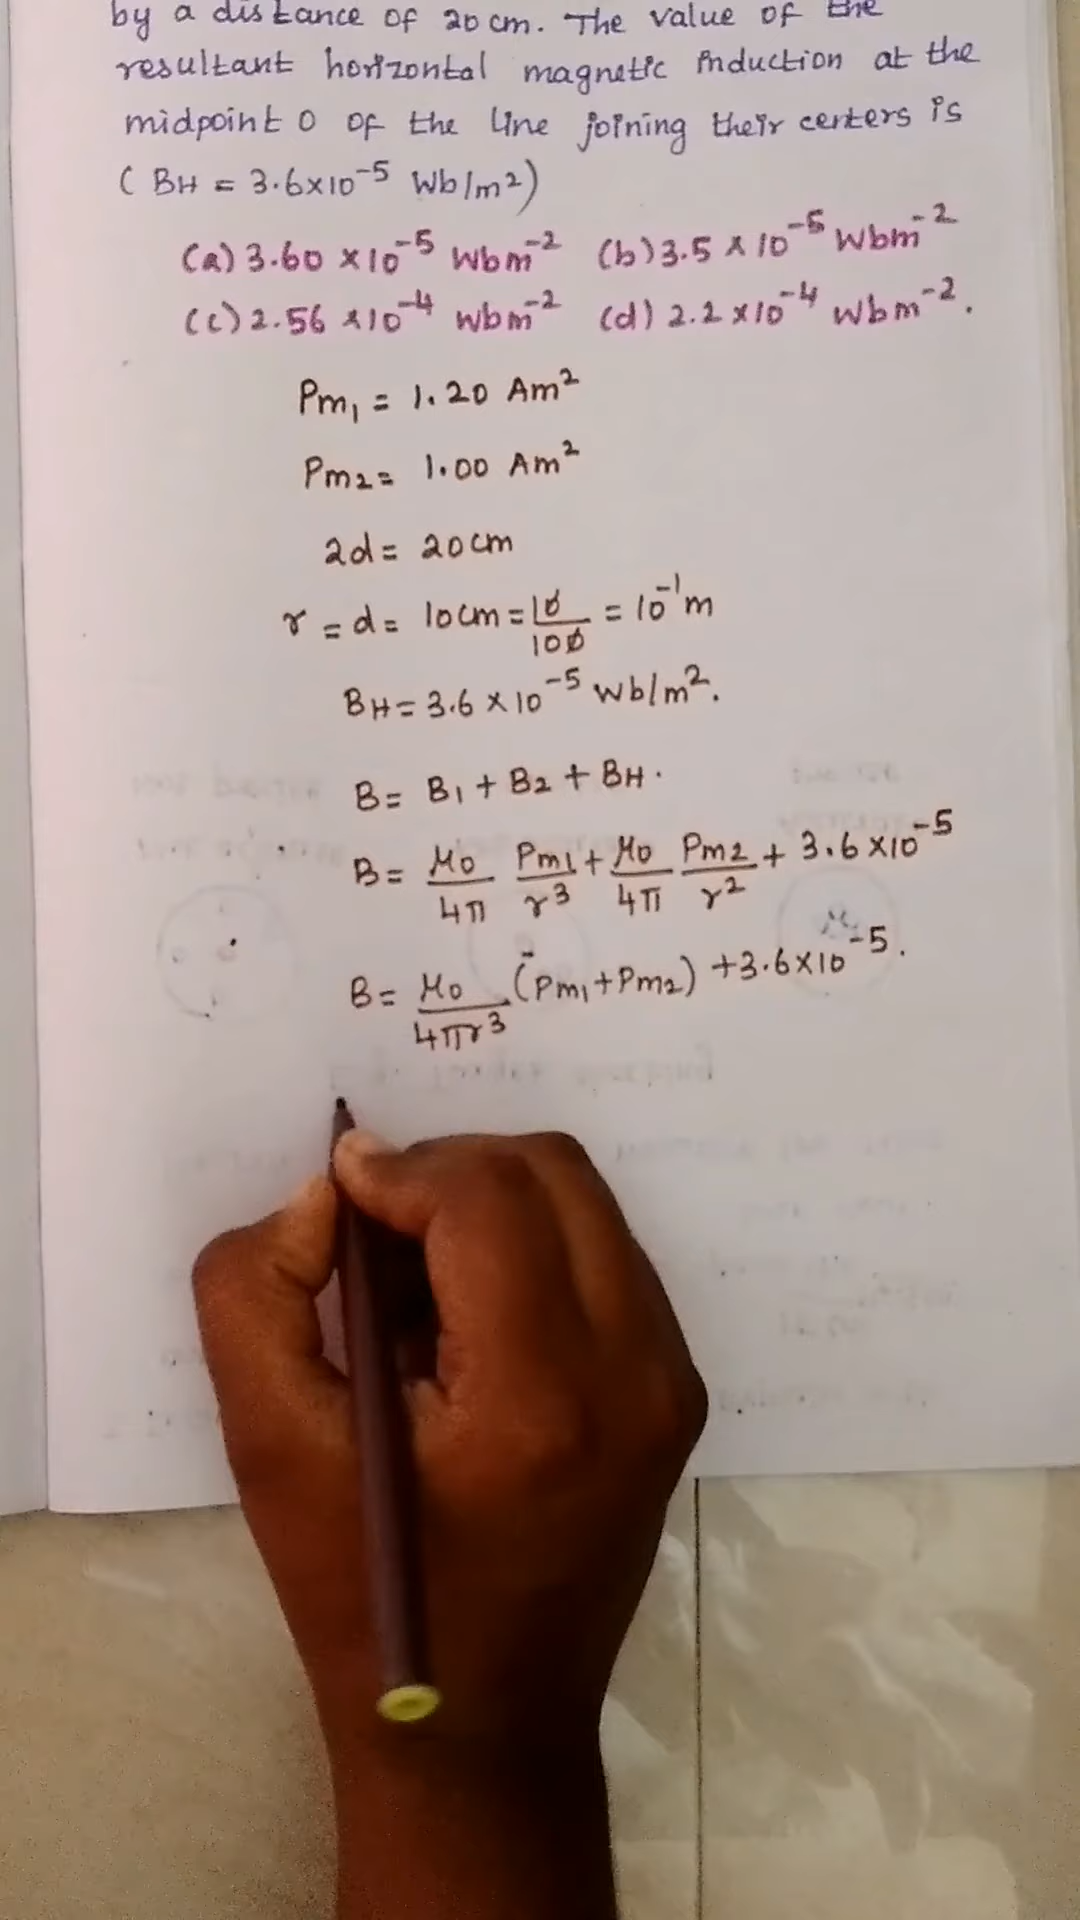 by a distance of 20 cm. The value of the
resultant horizontal magnetic induction at the
midpoint O of the line joining their centers is
( BH = 3.6×10⁻⁵ Wb/m²)
(a) 3.60 ×10⁻⁵ Wbm⁻² (b) 3.5 × 10⁻⁵ Wbm⁻²
(c) 2.56 ×10⁻⁴ Wbm⁻² (d) 2.2 ×10⁻⁴ Wbm⁻².
Pm₁ = 1.20 Am²
Pm₂ = 1.00 Am²
2d = 20cm
r = d = 10cm = 10/100 = 10⁻¹m
BH = 3.6 × 10⁻⁵ Wb/m².
B = B₁ + B₂ + BH.
B = μ₀/4π Pm₁/r³ + μ₀/4π Pm₂/r² + 3.6×10⁻⁵
B = μ₀/4πr³ (Pm₁+Pm₂) +3.6×10⁻⁵.